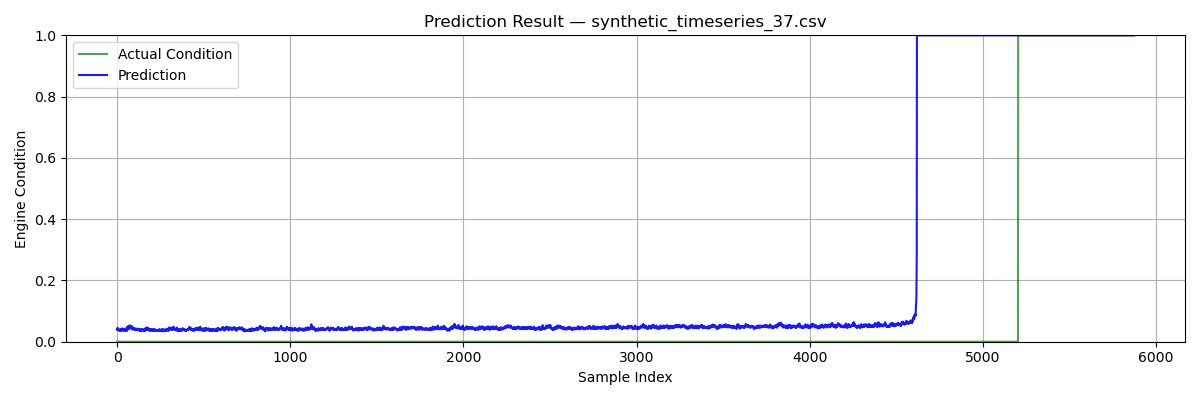 Prediction Result — synthetic_timeseries_37.csv
Actual Condition
Prediction
Engine Condition
1.0
0.8
0.6
0.4
0.2
0.0
0 1000 2000 3000 4000 5000 6000
Sample Index